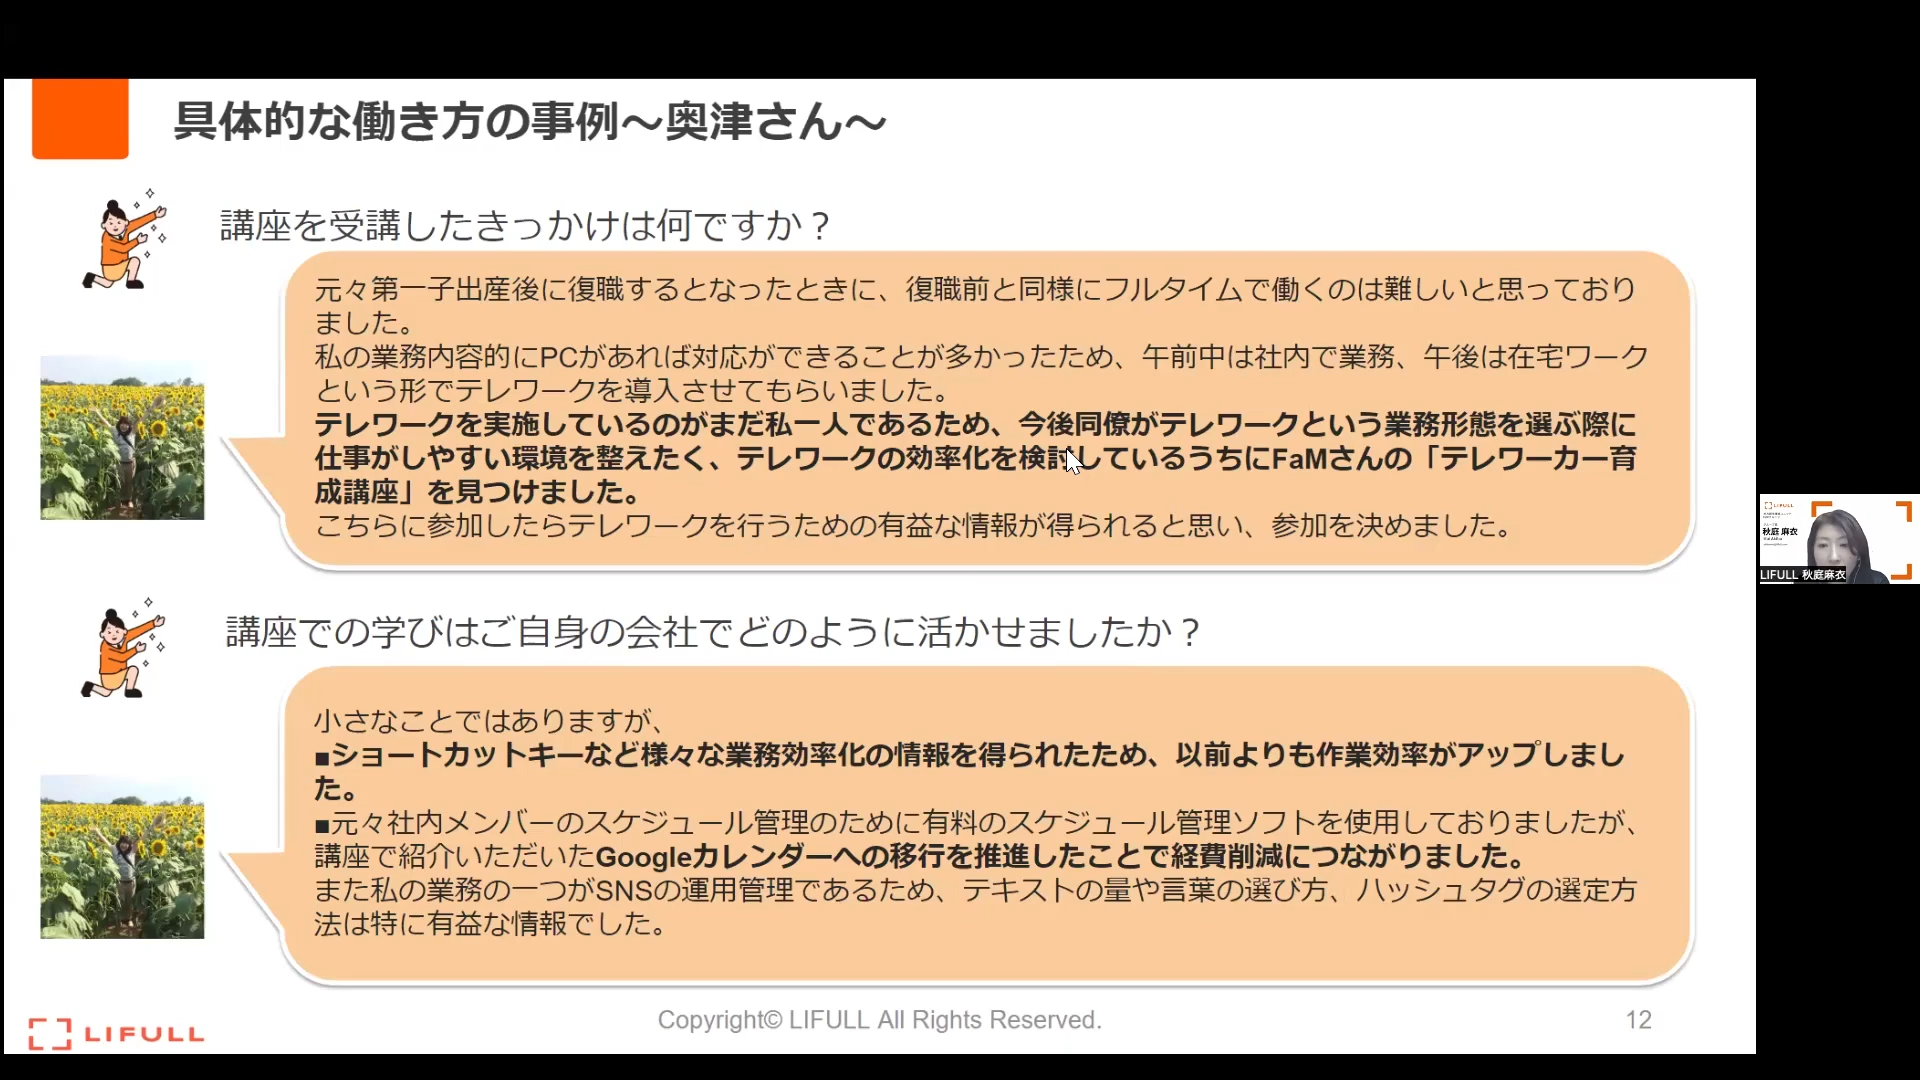 具体的な働き方の事例～奥津さん～
講座を受講したきっかけは何ですか？
元々第一子出産後に復職するとなったときに、復職前と同様にフルタイムで働くのは難しいと思っており
ました。
私の業務内容的にPCがあれば対応ができることが多かったため、午前中は社内で業務、午後は在宅ワーク
という形でテレワークを導入させてもらいました。
テレワークを実施しているのがまだ私一人であるため、今後同僚がテレワークという業務形態を選ぶ際に
仕事がしやすい環境を整えたく、テレワークの効率化を検討しているうちにFaMさんの「テレワーカー育
成講座」を見つけました。
こちらに参加したらテレワークを行うための有益な情報が得られると思い、参加を決めました。
講座での学びはご自身の会社でどのように活かせましたか？
小さなことではありますが、
■ショートカットキーなど様々な業務効率化の情報を得られたため、以前よりも作業効率がアップしまし
た。
■元々社内メンバーのスケジュール管理のために有料のスケジュール管理ソフトを使用しておりましたが、
講座で紹介いただいたGoogleカレンダーへの移行を推進したことで経費削減につながりました。
また私の業務の一つがSNSの運用管理であるため、テキストの量や言葉の選び方、ハッシュタグの選定方
法は特に有益な情報でした。
LIFULL
Copyright© LIFULL All Rights Reserved.
12
LIFULL
秋庭 麻衣
LIFULL 秋庭麻衣